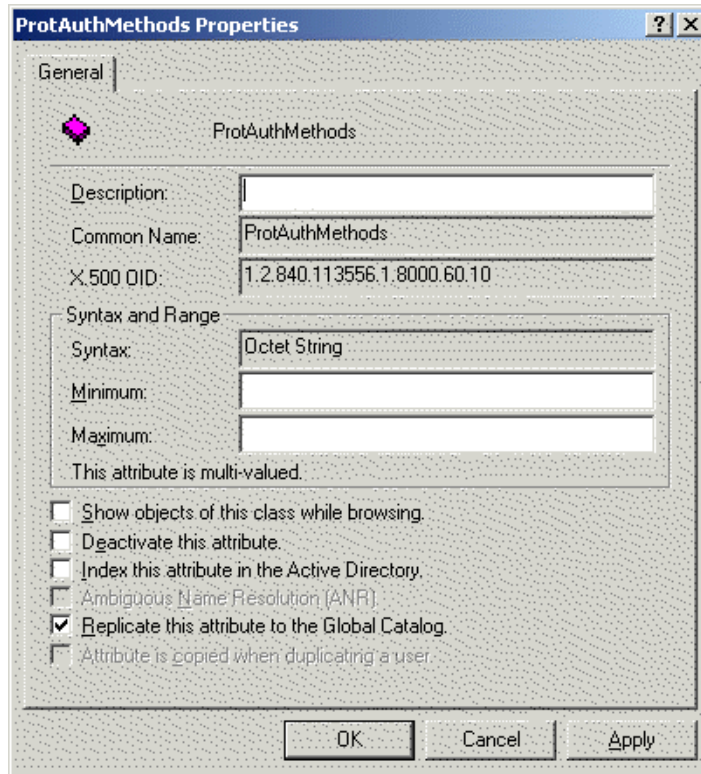 ProtAuthMethods Properties
General
ProtAuthMethods
Description:
Common Name: ProtAuthMethods
X.500 OID: 1.2.840.113556.1.8000.60.10
Syntax and Range
Syntax: Octet String
Minimum:
Maximum:
This attribute is multi-valued.
Show objects of this class while browsing.
Deactivate this attribute.
Index this attribute in the Active Directory.
Ambiguous Name Resolution (ANR).
Replicate this attribute to the Global Catalog.
Attribute is copied when duplicating a user.
OK Cancel Apply